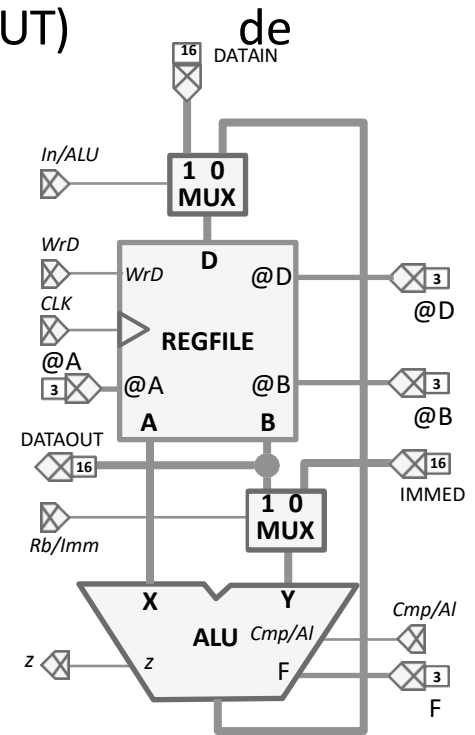 UT) de
16
DATAIN
In/ALU
1 0
MUX
WrD
WrD
D
@D
3
@D
CLK
REGFILE
@A
3
@A
@B
3
@B
A
B
DATAOUT
16
16
IMMED
1 0
MUX
Rb/Imm
X
Y
ALU
Cmp/Al
Cmp/Al
z
z
F
3
F